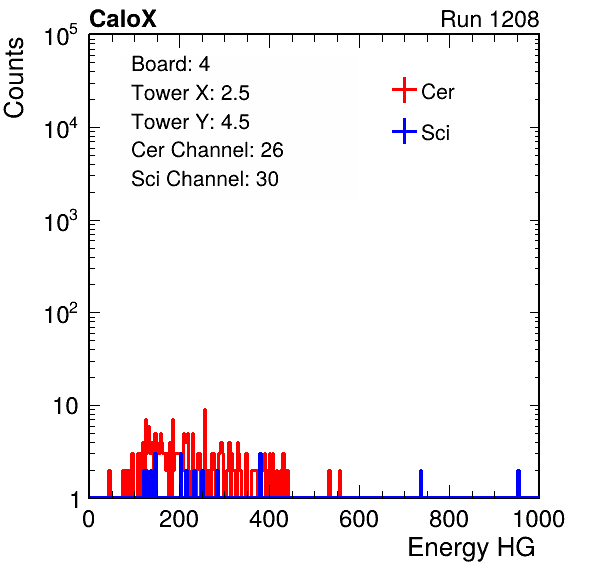 CaloX Run 1208
Counts
10^5
10^4
10^3
10^2
10
1
Board: 4
Tower X: 2.5
Tower Y: 4.5
Cer Channel: 26
Sci Channel: 30
Cer
Sci
0 200 400 600 800 1000
Energy HG